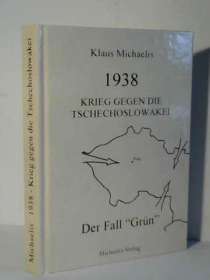 Klaus Michaelis
1938
KRIEG GEGEN DIE
TSCHECHOSLOWAKEI
Der Fall "Grün"
Michaelis Verlag
Michaelis 1938 - Krieg gegen die Tschechoslowakei